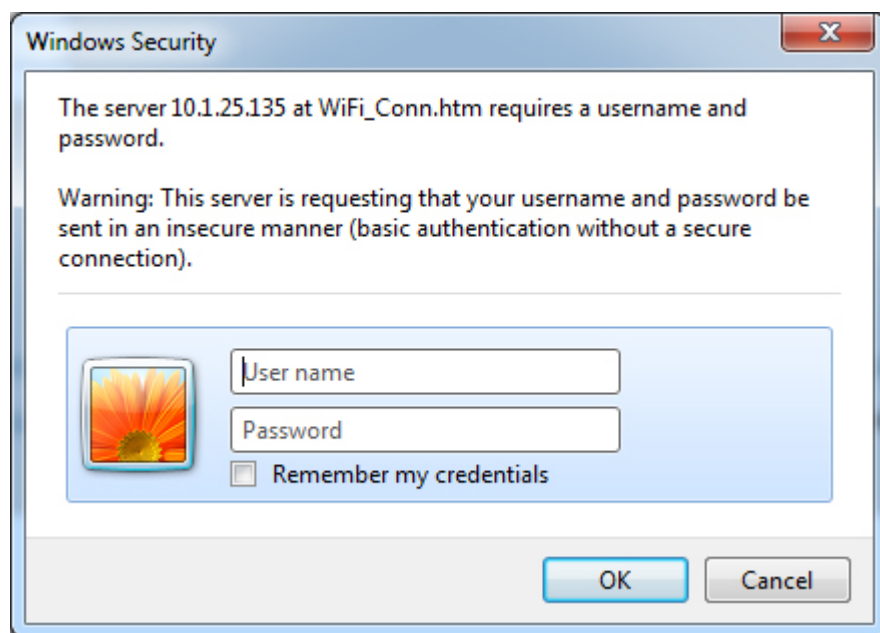 Windows Security
The server 10.1.25.135 at WiFi_Conn.htm requires a username and
password.
Warning: This server is requesting that your username and password be
sent in an insecure manner (basic authentication without a secure
connection).
User name
Password
Remember my credentials
OK
Cancel